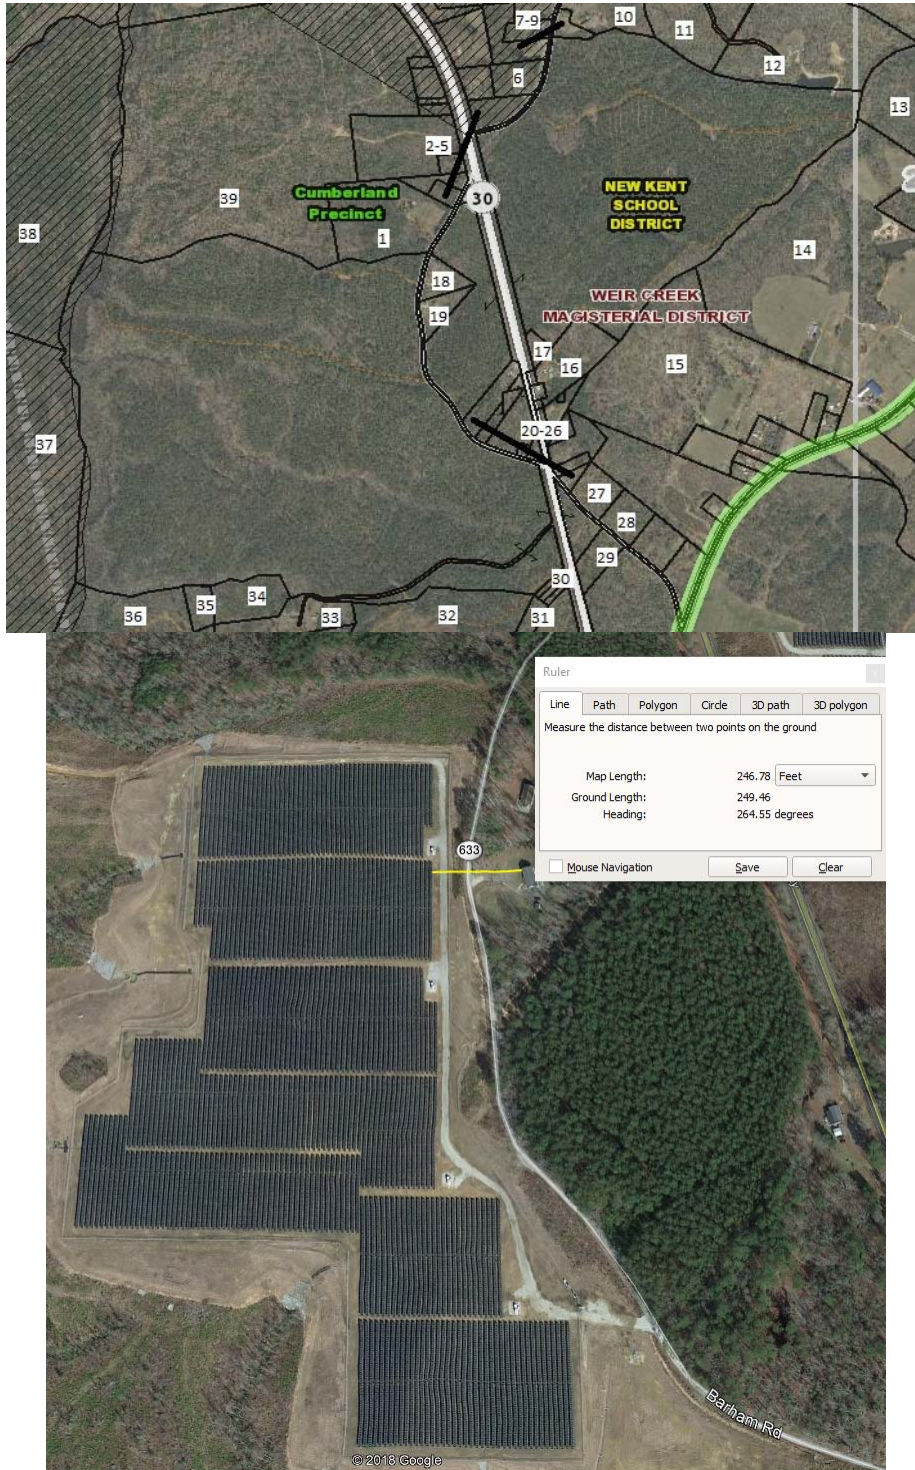 7-9
10
11
12
6
13
2-5
39
Cumberland
Precinct
30
NEW KENT
SCHOOL
DISTRICT
38
1
14
18
WEIR CREEK
MAGISTERIAL DISTRICT
19
17
16
15
20-26
37
27
28
29
30
36
35
34
33
32
31
Ruler
Line Path Polygon Circle 3D path 3D polygon
Measure the distance between two points on the ground
Map Length: 246.78 Feet
Ground Length: 249.46
Heading: 264.55 degrees
Mouse Navigation Save Clear
633
Barham Rd
© 2018 Google